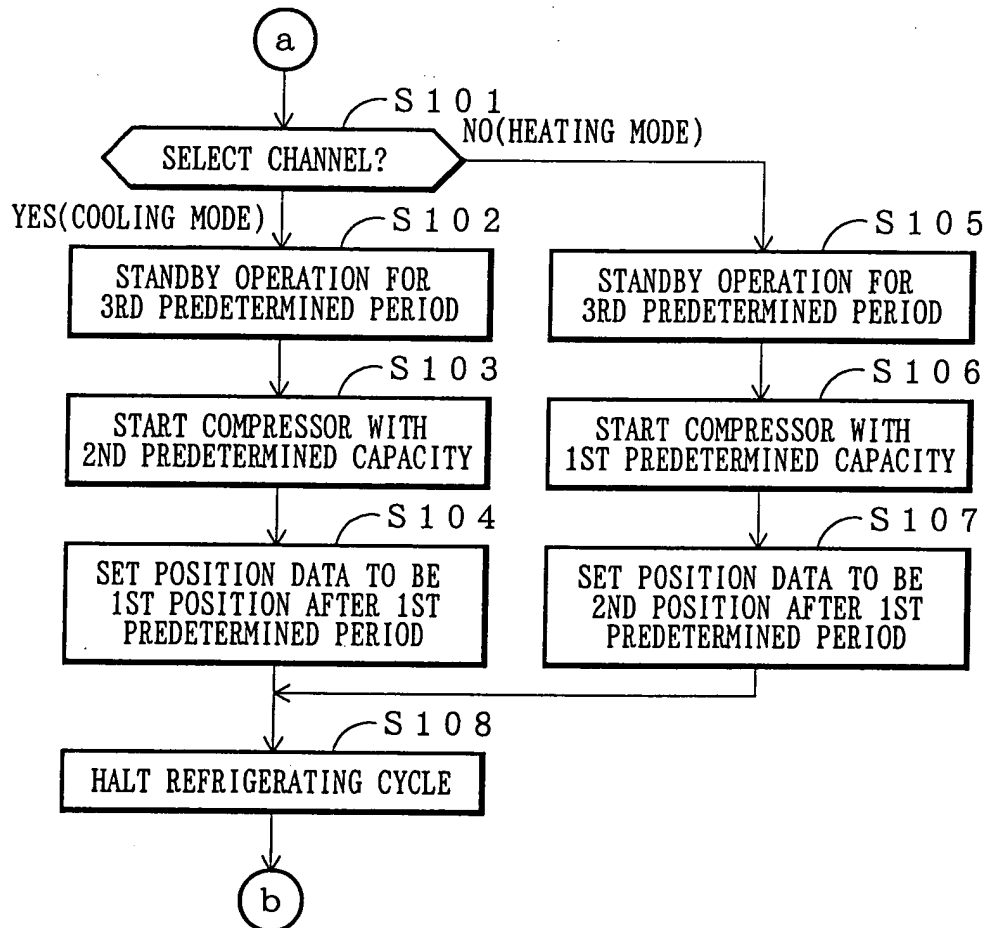 a
S101
SELECT CHANNEL?
NO(HEATING MODE)
YES(COOLING MODE)
S102
STANDBY OPERATION FOR
3RD PREDETERMINED PERIOD
S103
START COMPRESSOR WITH
2ND PREDETERMINED CAPACITY
S104
SET POSITION DATA TO BE
1ST POSITION AFTER 1ST
PREDETERMINED PERIOD
S105
STANDBY OPERATION FOR
3RD PREDETERMINED PERIOD
S106
START COMPRESSOR WITH
1ST PREDETERMINED CAPACITY
S107
SET POSITION DATA TO BE
2ND POSITION AFTER 1ST
PREDETERMINED PERIOD
S108
HALT REFRIGERATING CYCLE
b